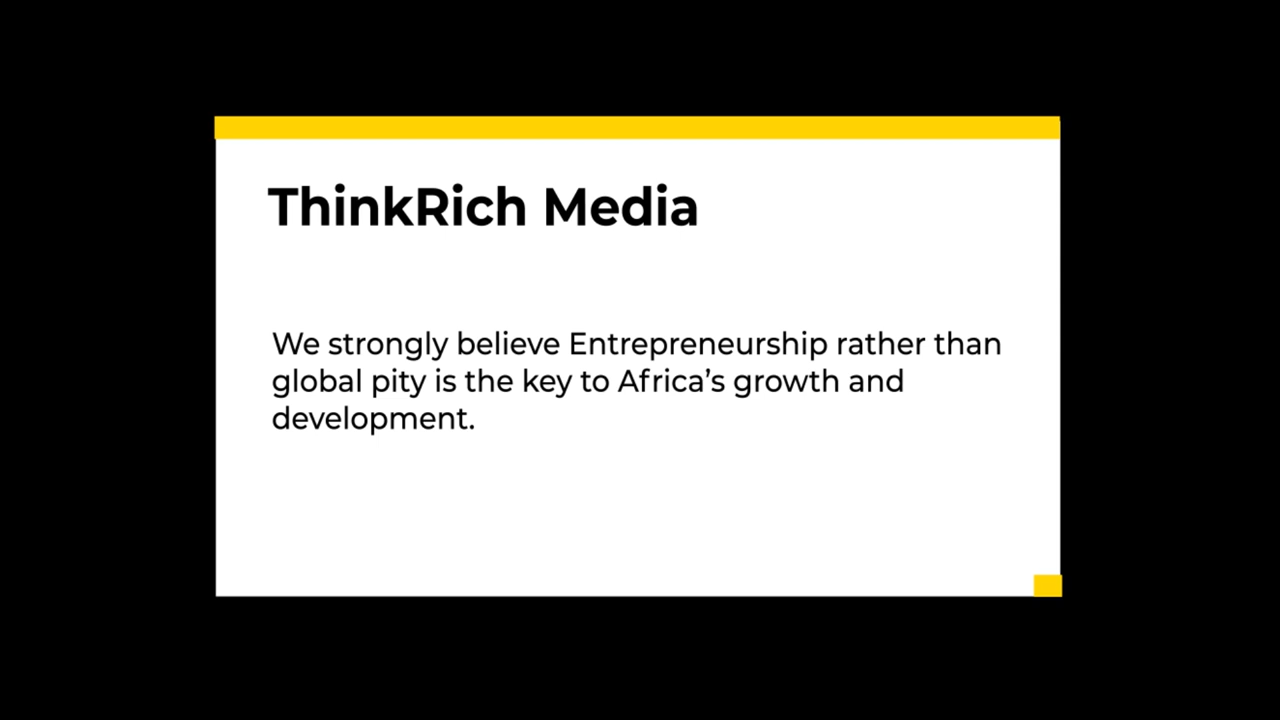 ThinkRich Media
We strongly believe Entrepreneurship rather than
global pity is the key to Africa’s growth and
development.